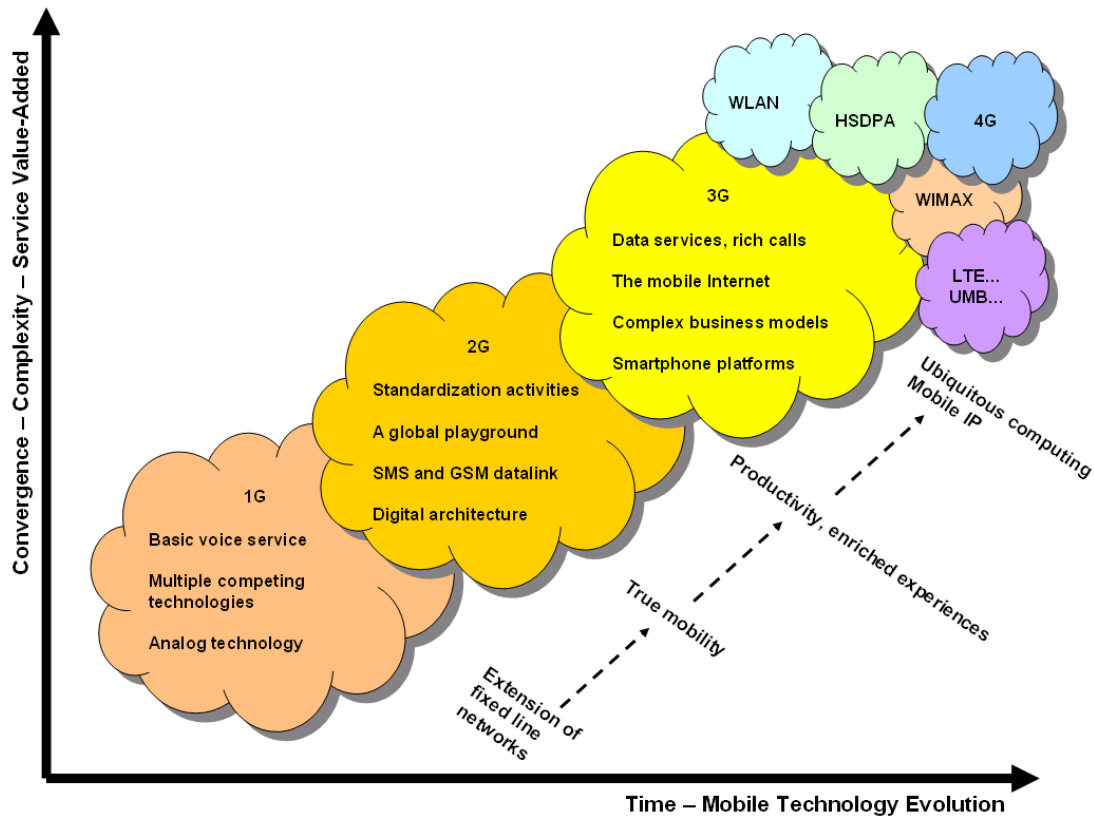 Convergence – Complexity – Service Value-Added
WLAN
HSDPA
4G
WIMAX
LTE...
UMB...
3G
Data services, rich calls
The mobile Internet
Complex business models
Smartphone platforms
2G
Standardization activities
A global playground
SMS and GSM datalink
Digital architecture
1G
Basic voice service
Multiple competing
technologies
Analog technology
Extension of
fixed line
networks
True mobility
Productivity, enriched experiences
Ubiquitous computing
Mobile IP
Time – Mobile Technology Evolution